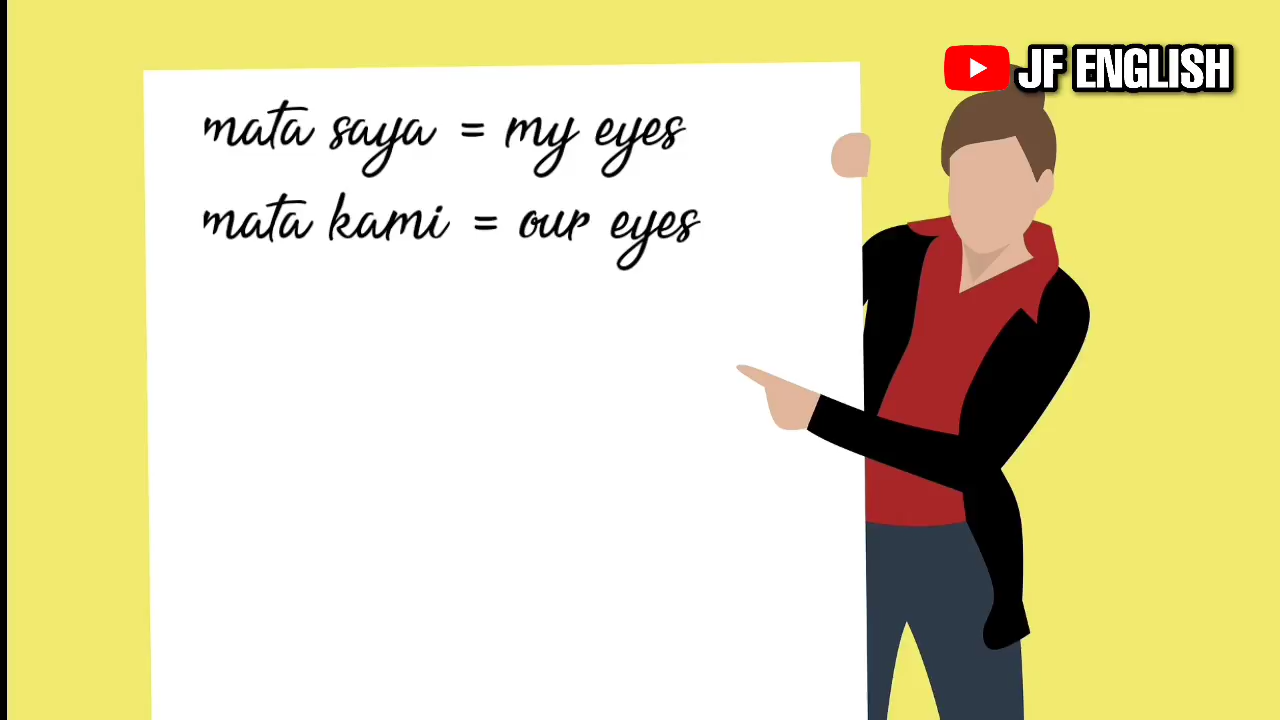 JF ENGLISH
mata saya = my eyes
mata kami = our eyes